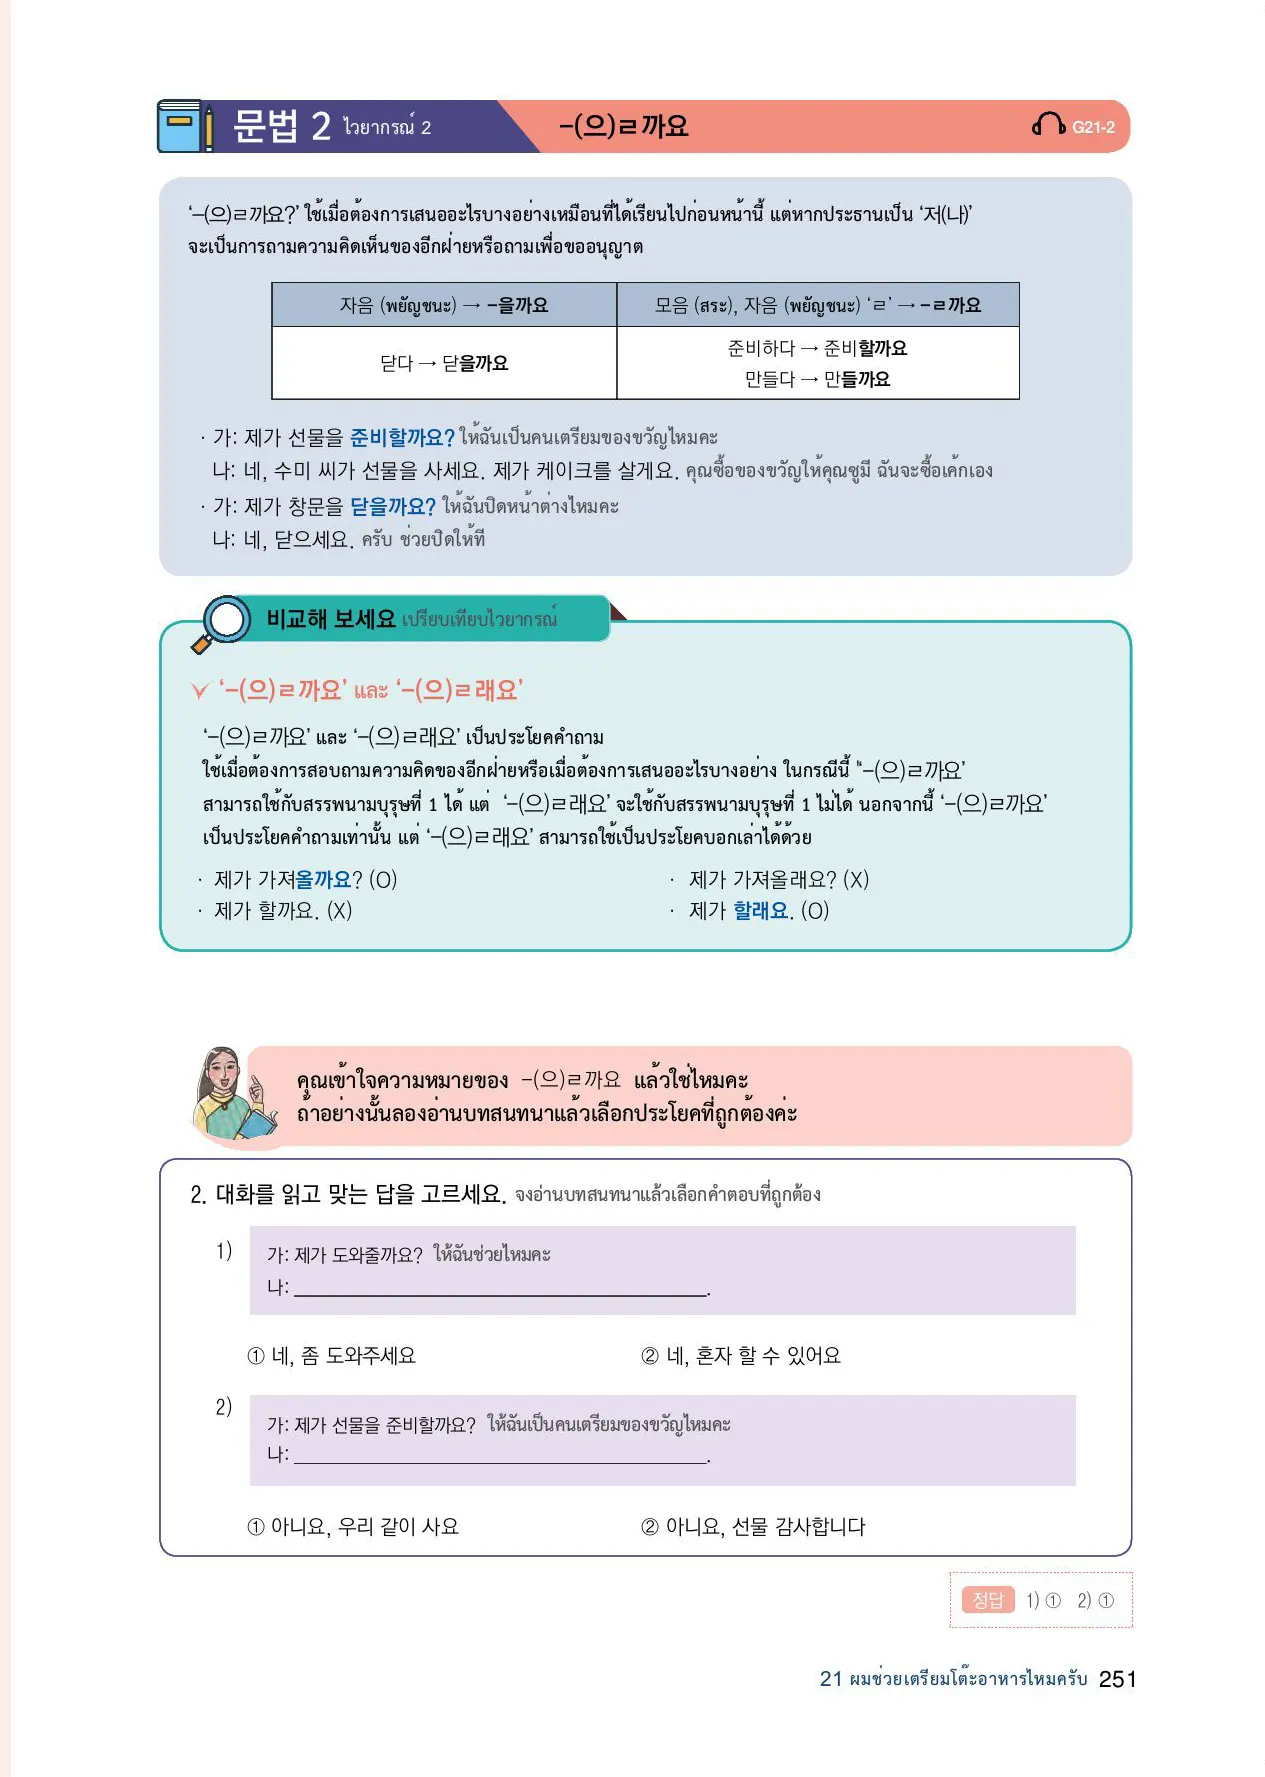 문법 2 ไวยากรณ์ 2 -(으)ㄹ까요 G21-2
‘-(으)ㄹ까요?’ ใช้เมื่อต้องการเสนออะไรบางอย่างเหมือนที่ได้เรียนไปก่อนหน้านี้ แต่หากประธานเป็น ‘저(나)’
จะเป็นการถามความคิดเห็นของอีกฝ่ายหรือถามเพื่อขออนุญาต
자음 (พยัญชนะ) → -을까요
모음 (สระ), 자음 (พยัญชนะ) ‘ㄹ’ → -ㄹ까요
닫다 → 닫을까요
준비하다 → 준비할까요
만들다 → 만들까요
· 가: 제가 선물을 준비할까요? ให้ฉันเป็นคนเตรียมของขวัญไหมคะ
나: 네, 수미 씨가 선물을 사세요. 제가 케이크를 살게요. คุณซื้อของขวัญให้คุณซูมี ฉันจะซื้อเค้กเอง
· 가: 제가 창문을 닫을까요? ให้ฉันปิดหน้าต่างไหมคะ
나: 네, 닫으세요. ครับ ช่วยปิดให้ที
비교해 보세요 เปรียบเทียบไวยากรณ์
‘-(으)ㄹ까요’ และ ‘-(으)ㄹ래요’
‘-(으)ㄹ까요’ และ ‘-(으)ㄹ래요’ เป็นประโยคคำถาม
ใช้เมื่อต้องการสอบถามความคิดของอีกฝ่ายหรือเมื่อต้องการเสนออะไรบางอย่าง ในกรณีนี้ “-(으)ㄹ까요’
สามารถใช้กับสรรพนามบุรุษที่ 1 ได้ แต่ ‘-(으)ㄹ래요’ จะใช้กับสรรพนามบุรุษที่ 1 ไม่ได้ นอกจากนี้ ‘-(으)ㄹ까요’
เป็นประโยคคำถามเท่านั้น แต่ ‘-(으)ㄹ래요’ สามารถใช้เป็นประโยคบอกเล่าได้ด้วย
· 제가 가져올까요? (O) · 제가 가져올래요? (X)
· 제가 할까요. (X) · 제가 할래요. (O)
คุณเข้าใจความหมายของ -(으)ㄹ까요 แล้วใช่ไหมคะ
ถ้าอย่างนั้นลองอ่านบทสนทนาแล้วเลือกประโยคที่ถูกต้องค่ะ
2. 대화를 읽고 맞는 답을 고르세요. จงอ่านบทสนทนาแล้วเลือกคำตอบที่ถูกต้อง
1) 가: 제가 도와줄까요? ให้ฉันช่วยไหมคะ
나: ________________.
① 네, 좀 도와주세요 ② 네, 혼자 할 수 있어요
2) 가: 제가 선물을 준비할까요? ให้ฉันเป็นคนเตรียมของขวัญไหมคะ
나: ________________.
① 아니요, 우리 같이 사요 ② 아니요, 선물 감사합니다
정답 1) ① 2) ①
21 ผมช่วยเตรียมโต๊ะอาหารไหมครับ 251